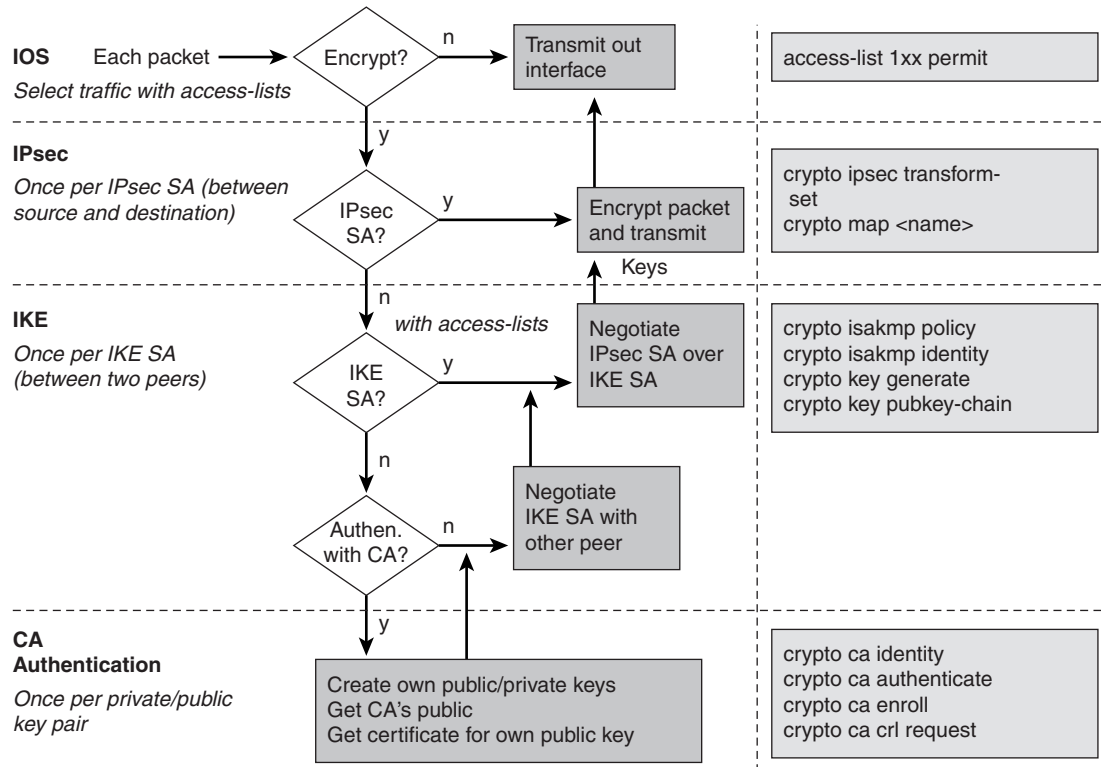 IOS
Each packet
Encrypt?
n
Transmit out
interface
access-list 1xx permit
Select traffic with access-lists
y
IPsec
Once per IPsec SA (between
source and destination)
IPsec
SA?
y
Encrypt packet
and transmit
crypto ipsec transform-
set
crypto map <name>
Keys
n
IKE
Once per IKE SA
(between two peers)
with access-lists
IKE
SA?
y
Negotiate
IPsec SA over
IKE SA
crypto isakmp policy
crypto isakmp identity
crypto key generate
crypto key pubkey-chain
n
Authen.
with CA?
n
Negotiate
IKE SA with
other peer
y
CA
Authentication
Once per private/public
key pair
Create own public/private keys
Get CA's public
Get certificate for own public key
crypto ca identity
crypto ca authenticate
crypto ca enroll
crypto ca crl request